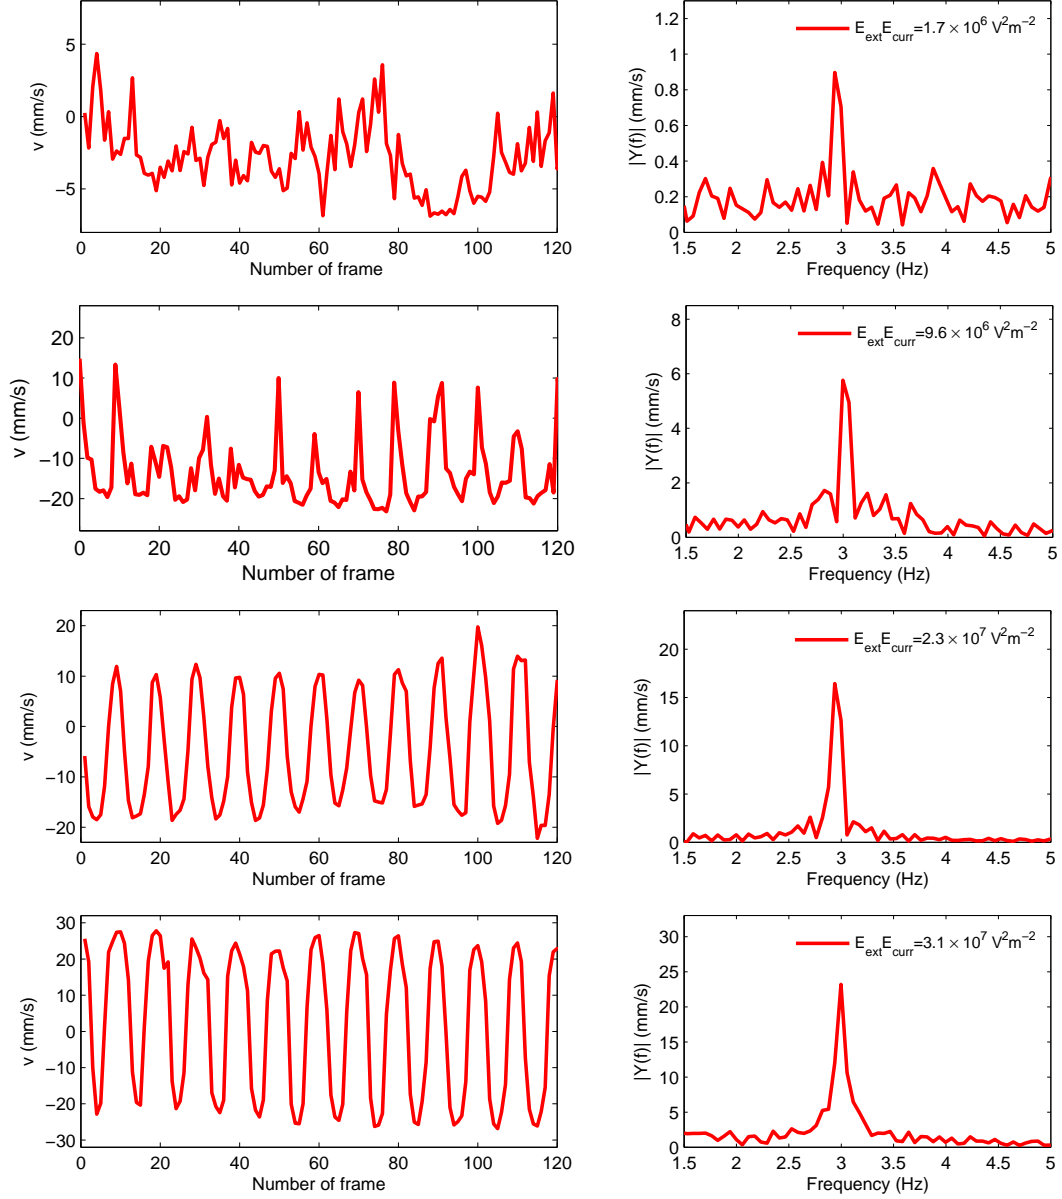 5
0
−5
0 20 40 60 80 100 120
Number of frame
v (mm/s)
1.2
1
0.8
0.6
0.4
0.2
0
1.5 2 2.5 3 3.5 4 4.5 5
Frequency (Hz)
|Y(f)| (mm/s)
E_ext E_curr=1.7 × 10^6 V^2m^−2
20
10
0
−10
−20
0 20 40 60 80 100 120
Number of frame
v (mm/s)
8
6
4
2
0
1.5 2 2.5 3 3.5 4 4.5 5
Frequency (Hz)
|Y(f)| (mm/s)
E_ext E_curr=9.6 × 10^6 V^2m^−2
20
10
0
−10
−20
0 20 40 60 80 100 120
Number of frame
v (mm/s)
20
15
10
5
0
1.5 2 2.5 3 3.5 4 4.5 5
Frequency (Hz)
|Y(f)| (mm/s)
E_ext E_curr=2.3 × 10^7 V^2m^−2
30
20
10
0
−10
−20
−30
0 20 40 60 80 100 120
Number of frame
v (mm/s)
30
25
20
15
10
5
0
1.5 2 2.5 3 3.5 4 4.5 5
Frequency (Hz)
|Y(f)| (mm/s)
E_ext E_curr=3.1 × 10^7 V^2m^−2